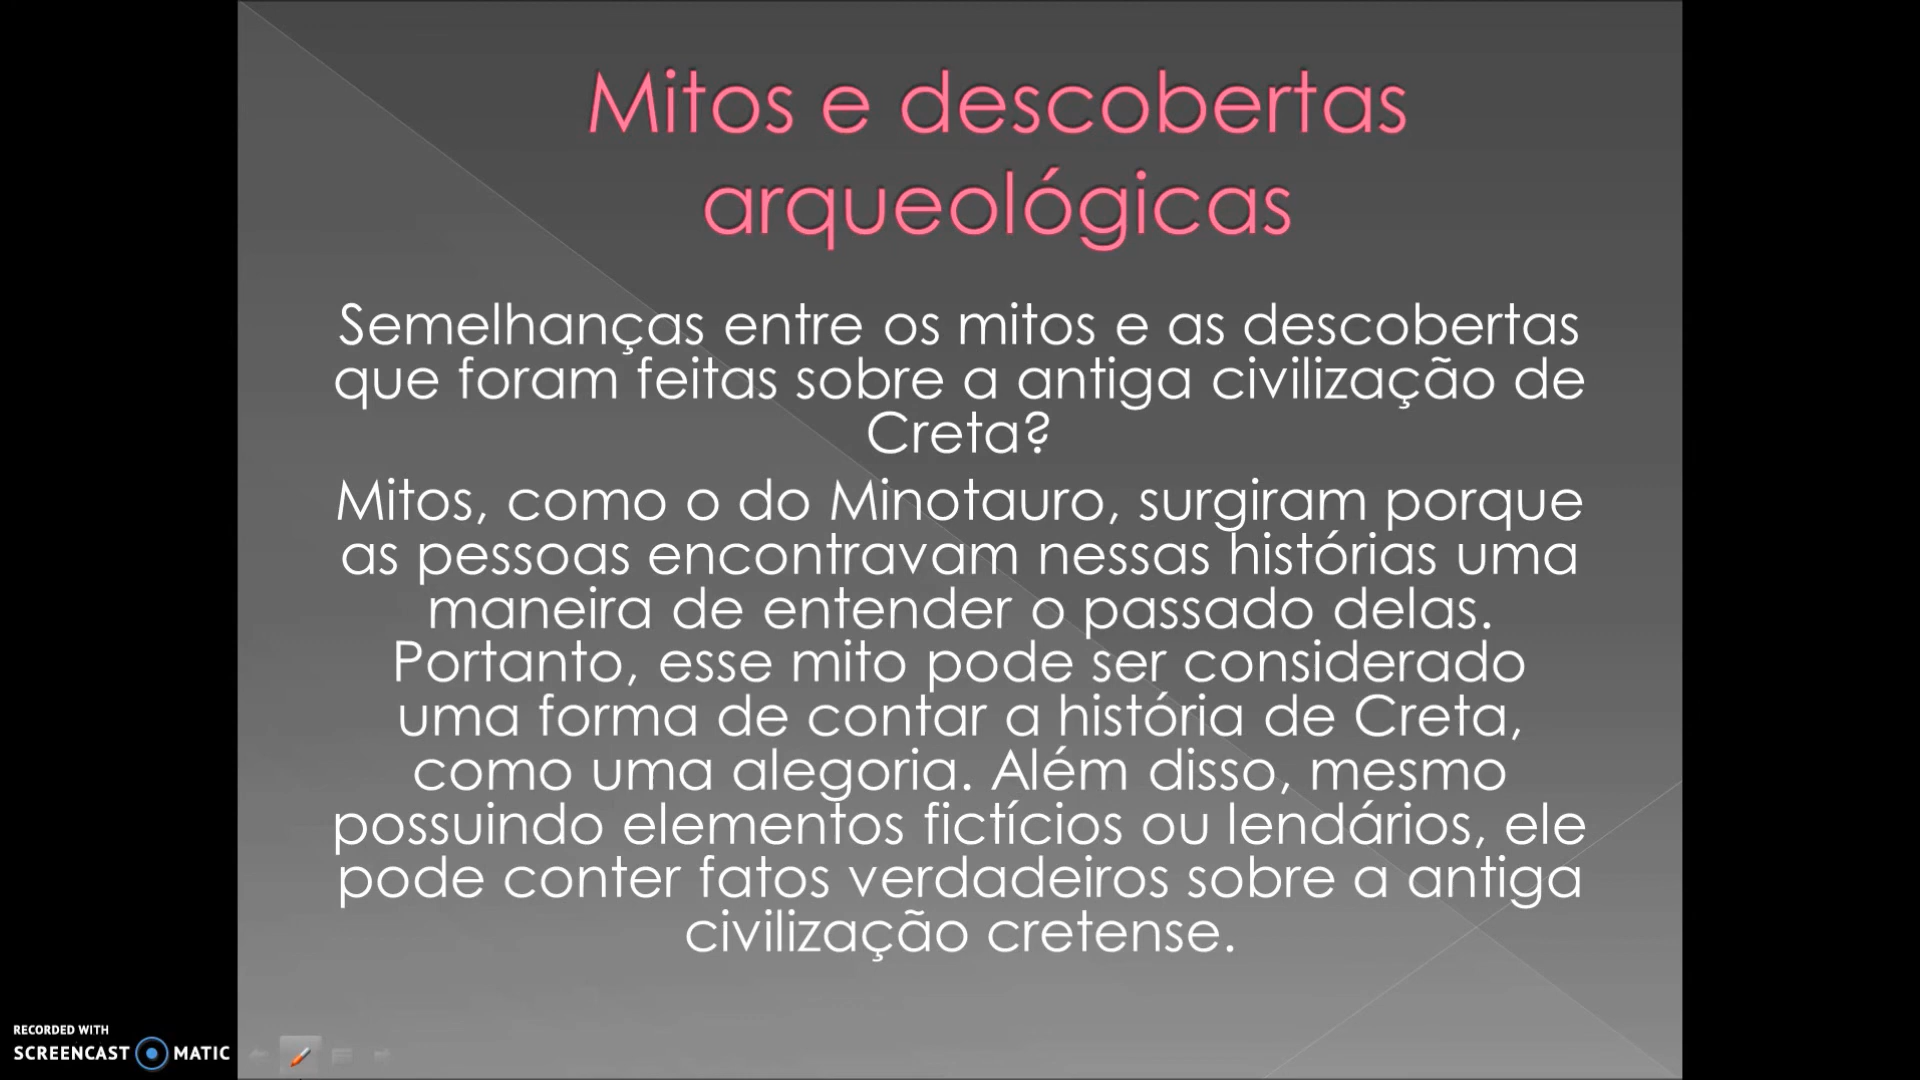 Mitos e descobertas
arqueológicas
Semelhanças entre os mitos e as descobertas
que foram feitas sobre a antiga civilização de
Creta?
Mitos, como o do Minotauro, surgiram porque
as pessoas encontravam nessas histórias uma
maneira de entender o passado delas.
Portanto, esse mito pode ser considerado
uma forma de contar a história de Creta,
como uma alegoria. Além disso, mesmo
possuindo elementos fictícios ou lendários, ele
pode conter fatos verdadeiros sobre a antiga
civilização cretense.
RECORDED WITH
SCREENCAST MATIC